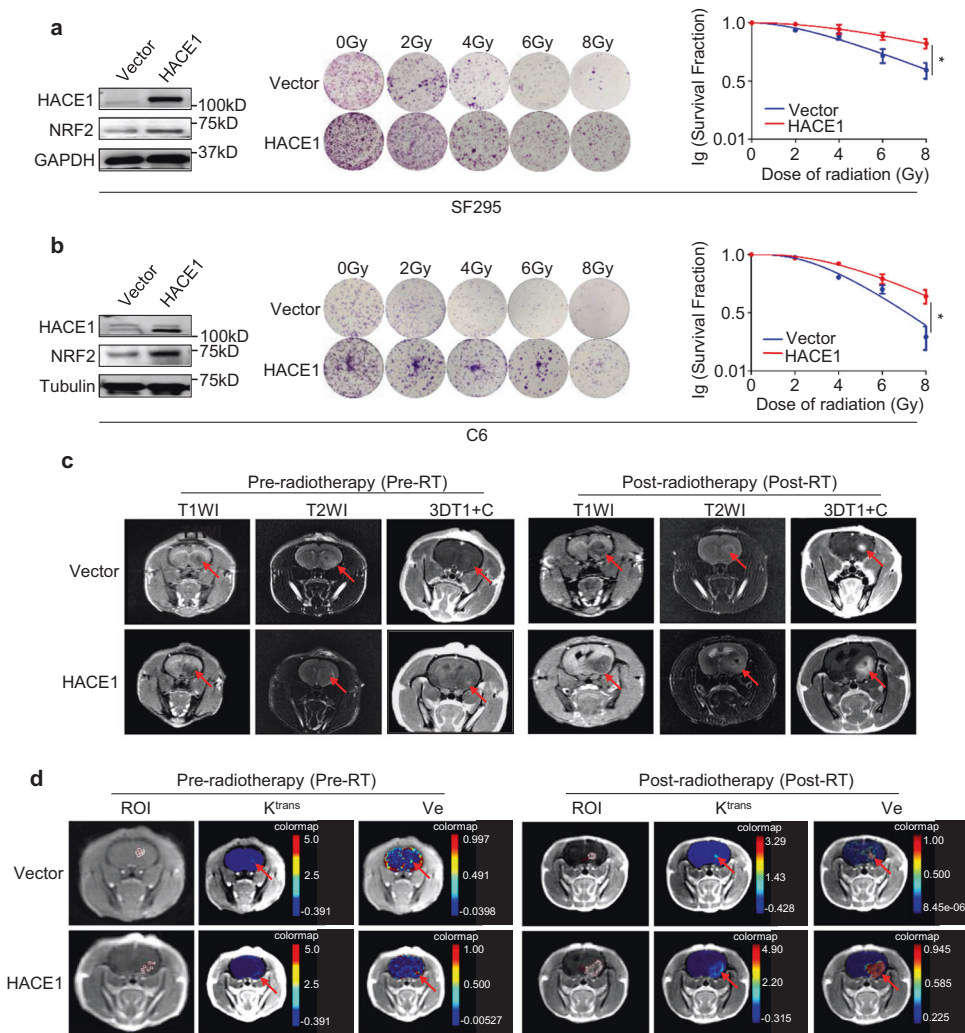 a
Vector
HACE1
HACE1
100kD
NRF2
75kD
GAPDH
37kD
0Gy 2Gy 4Gy 6Gy 8Gy
Vector
HACE1
lg (Survival Fraction)
1.0
0.5
0.01
0 2 4 6 8
Dose of radiation (Gy)
Vector
HACE1
*
SF295
b
Vector
HACE1
HACE1
100kD
NRF2
75kD
Tubulin
75kD
0Gy 2Gy 4Gy 6Gy 8Gy
Vector
HACE1
lg (Survival Fraction)
1.0
0.5
0.01
0 2 4 6 8
Dose of radiation (Gy)
Vector
HACE1
*
C6
c
Pre-radiotherapy (Pre-RT) Post-radiotherapy (Post-RT)
T1WI T2WI 3DT1+C T1WI T2WI 3DT1+C
Vector
HACE1
d
Pre-radiotherapy (Pre-RT) Post-radiotherapy (Post-RT)
ROI Ktrans Ve ROI Ktrans Ve
Vector
colormap
5.0
2.5
-0.391
colormap
0.997
0.491
-0.0398
colormap
3.29
1.43
-0.428
colormap
1.00
0.500
8.45e-06
HACE1
colormap
5.0
2.5
-0.391
colormap
1.00
0.500
-0.00527
colormap
4.90
2.20
-0.315
colormap
0.945
0.585
0.225